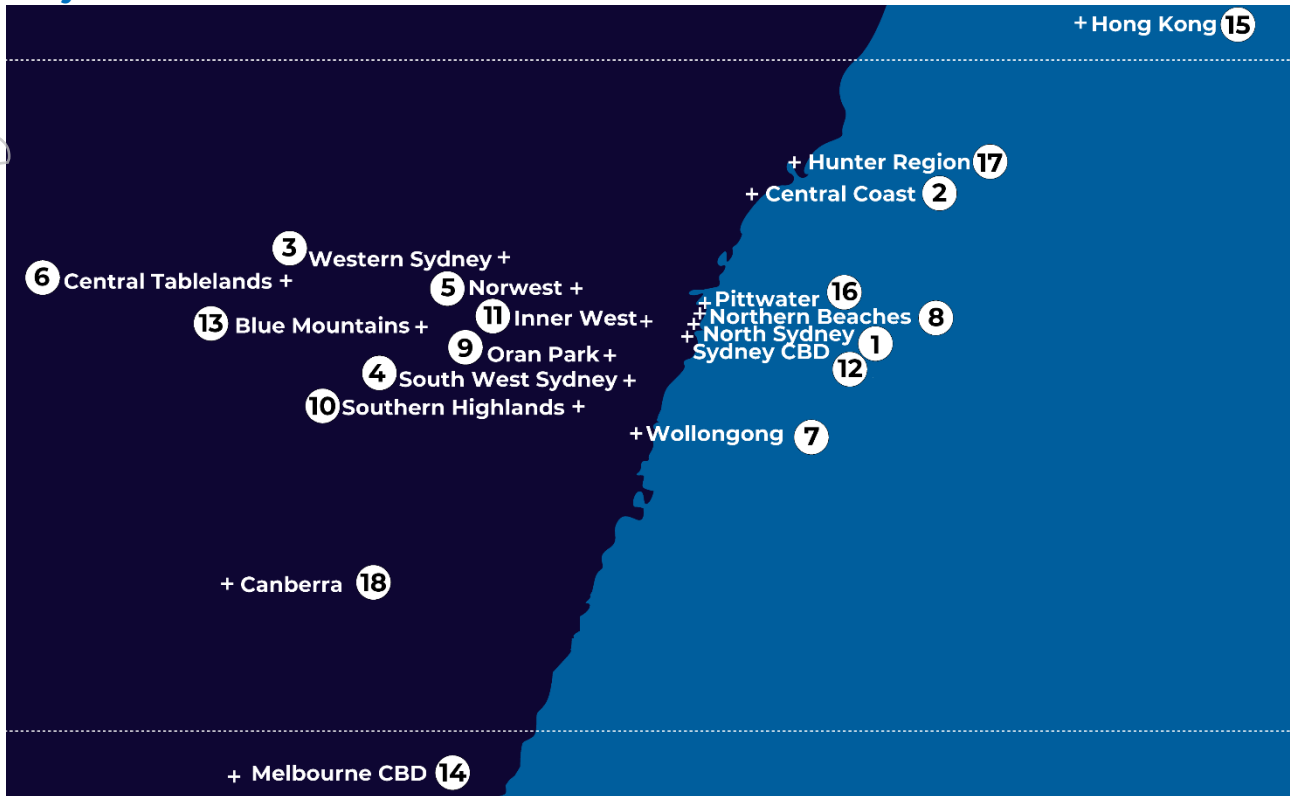 + Hong Kong 15
+ Hunter Region 17
+ Central Coast 2
3 Western Sydney +
6 Central Tablelands +
5 Norwest +
+ Pittwater 16
11 Inner West +
+ Northern Beaches 8
13 Blue Mountains +
+ North Sydney 1
9 Oran Park +
+ Sydney CBD 12
4 South West Sydney +
10 Southern Highlands +
+ Wollongong 7
+ Canberra 18
+ Melbourne CBD 14